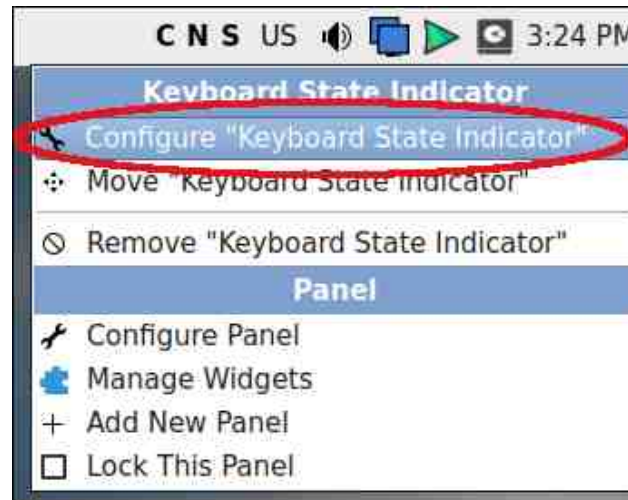 C N S US 3:24 PM
Keyboard State Indicator
Configure "Keyboard State Indicator"
Move "Keyboard State Indicator"
Remove "Keyboard State Indicator"
Panel
Configure Panel
Manage Widgets
Add New Panel
Lock This Panel